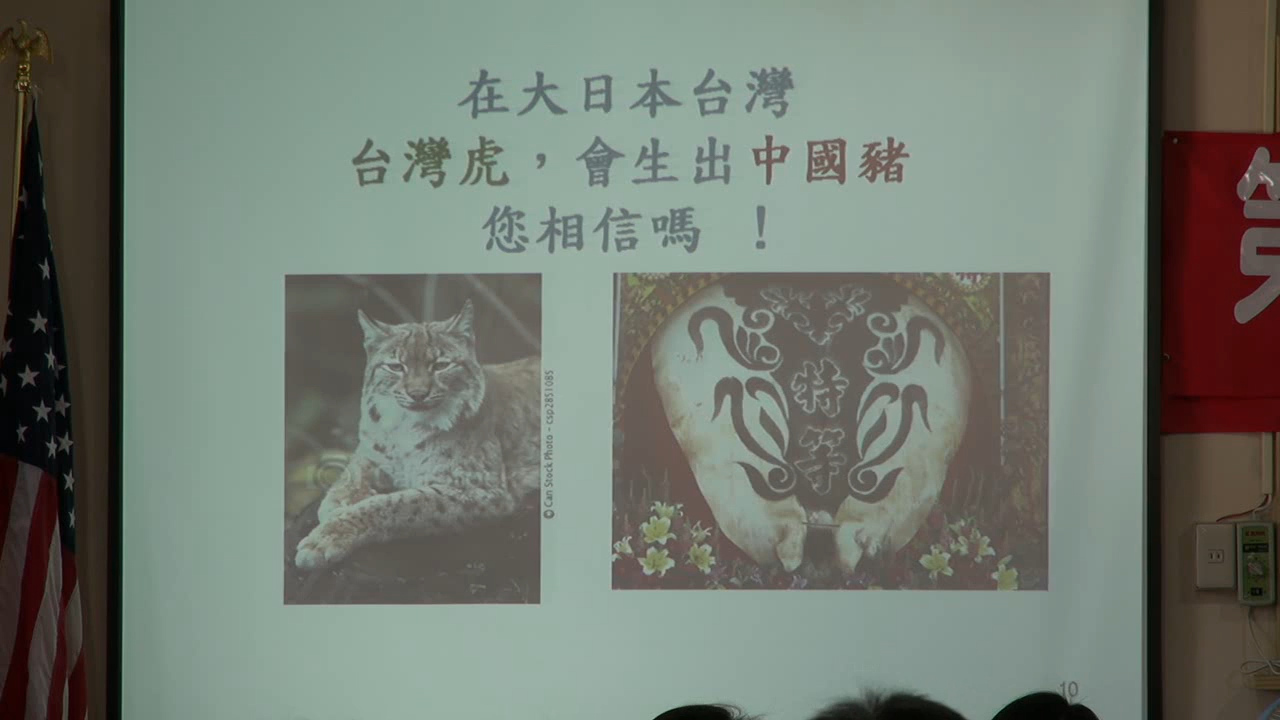 在大日本台灣
台灣虎，會生出中國豬
您相信嗎 ！
© Can Stock Photo - csp2851085
特
等
第
10